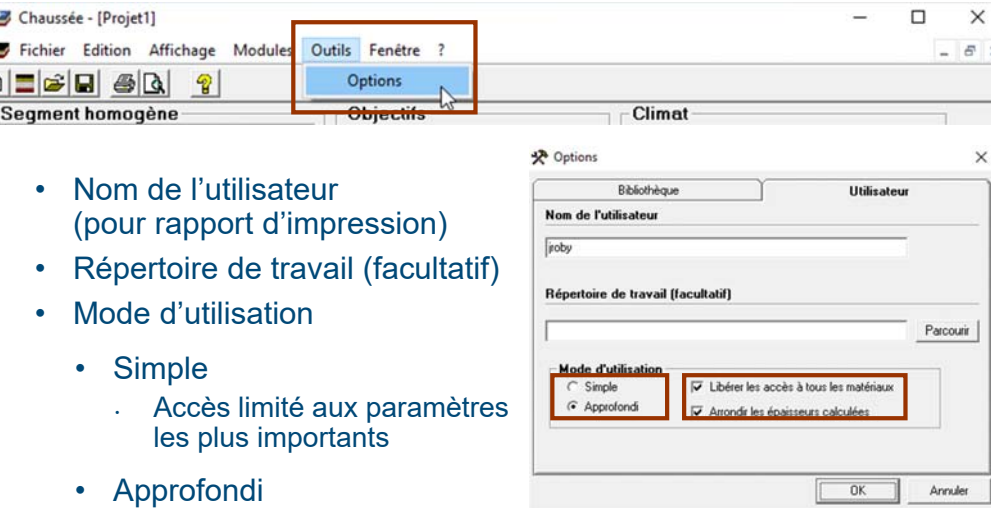 Chaussée - [Projet1]
Fichier Edition Affichage Modules Outils Fenêtre ?
Options
Segment homogène Objectifs Climat
• Nom de l'utilisateur
(pour rapport d'impression)
• Répertoire de travail (facultatif)
• Mode d'utilisation
• Simple
• Accès limité aux paramètres
les plus importants
• Approfondi
Options
Bibliothèque Utilisateur
Nom de l'utilisateur
jroby
Répertoire de travail (facultatif)
Parcourir
Mode d'utilisation
Simple Libérer les accès à tous les matériaux
Approfondi Arrondir les épaisseurs calculées
OK Annuler